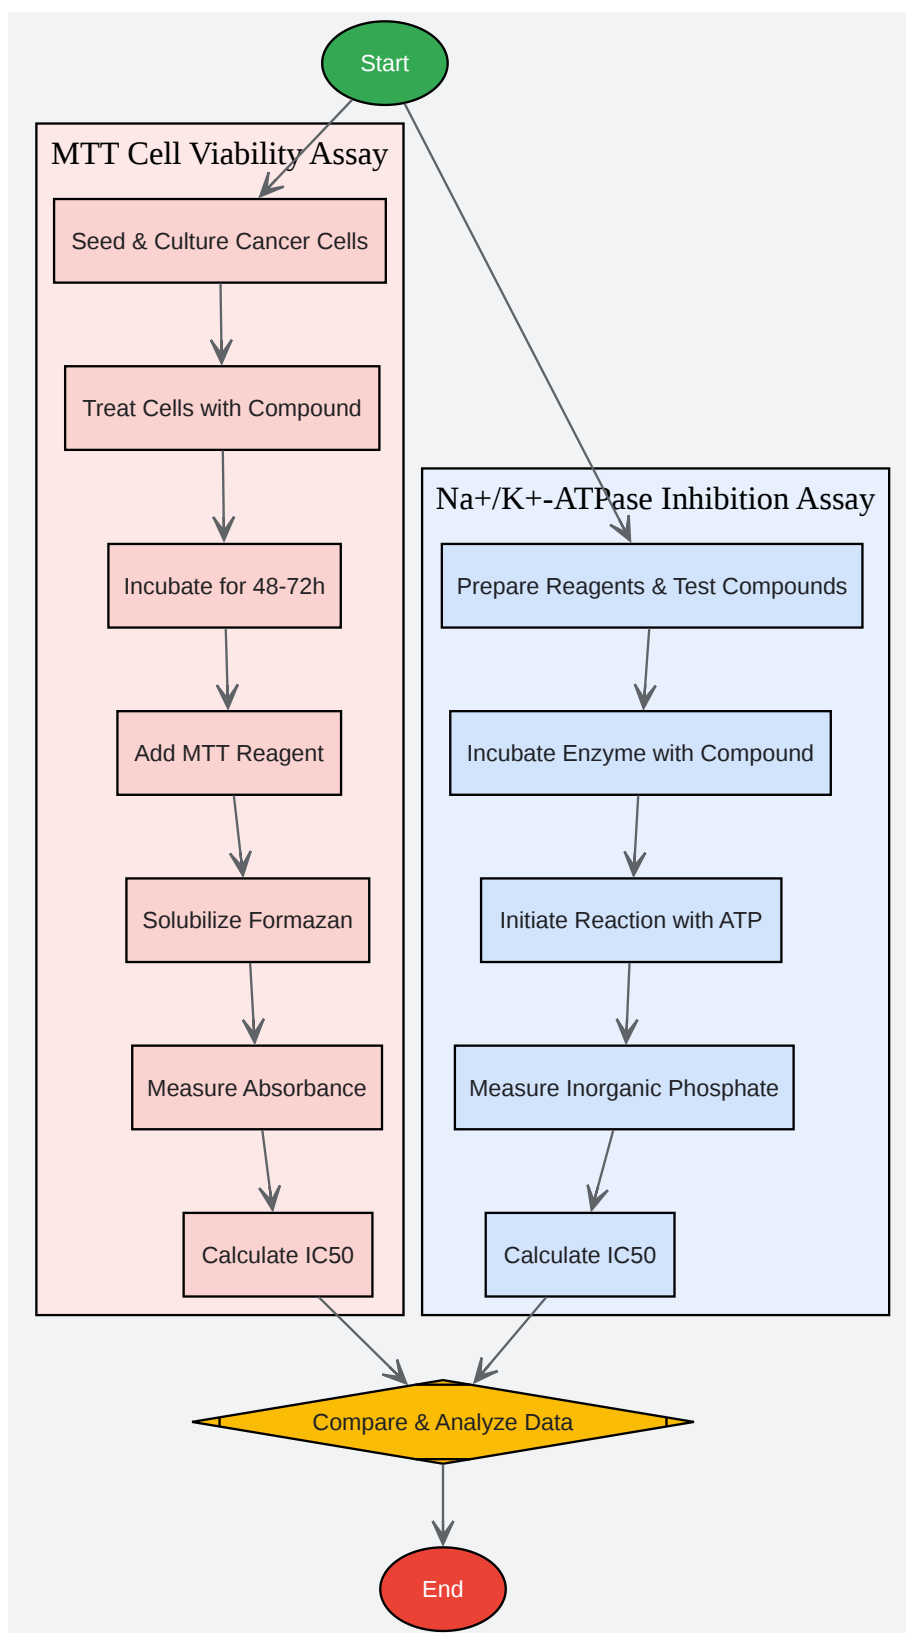 Start
MTT Cell Viability Assay
Seed & Culture Cancer Cells
Treat Cells with Compound
Incubate for 48-72h
Add MTT Reagent
Solubilize Formazan
Measure Absorbance
Calculate IC50
Na+/K+-ATPase Inhibition Assay
Prepare Reagents & Test Compounds
Incubate Enzyme with Compound
Initiate Reaction with ATP
Measure Inorganic Phosphate
Calculate IC50
Compare & Analyze Data
End